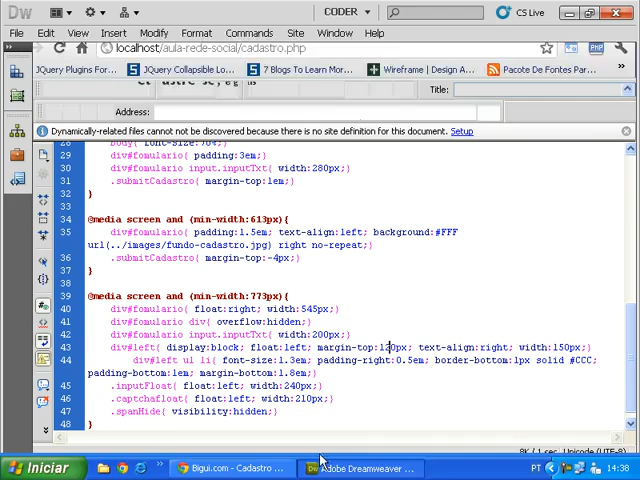 Dw CODER CS Live
File Edit View Insert Modify Format Commands Site Window Help
localhost/aula-rede-social/cadastro.php
JQuery Plugins For... JQuery Collapsible Lo... 7 Blogs To Learn Mor... Wireframe | Design A... Pacote De Fontes Par...
Title:
Address:
Dynamically-related files cannot not be discovered because there is no site definition for this document. Setup
28 body{ font-size:70%}
29 div#fomulario{ padding:3em;}
30 div#fomulario input.inputTxt{ width:280px;}
31 .submitCadastro{ margin-top:1em;}
32 }
33
34 @media screen and (min-width:613px){
35 div#fomulario{ padding:1.5em; text-align:left; background:#FFF
url(../images/fundo-cadastro.jpg) right no-repeat;}
36 .submitCadastro{ margin-top:-4px;}
37 }
38
39 @media screen and (min-width:773px){
40 div#fomulario{ float:right; width:545px;}
41 div#fomulario div{ overflow:hidden;}
42 div#fomulario input.inputTxt{ width:200px;}
43 div#left{ display:block; float:left; margin-top:120px; text-align:right; width:150px;}
44 div#left ul li{ font-size:1.3em; padding-right:0.5em; border-bottom:1px solid #CCC;
padding-bottom:1em; margin-bottom:1.8em;}
45 .inputFloat{ float:left; width:240px;}
46 .captchafloat{ float:left; width:210px;}
47 .spanHide{ visibility:hidden;}
48 }
8K / 1 sec Unicode (UTF-8)
Iniciar Bigui.com - Cadastro ... Dw Adobe Dreamweaver ... PT 14:38